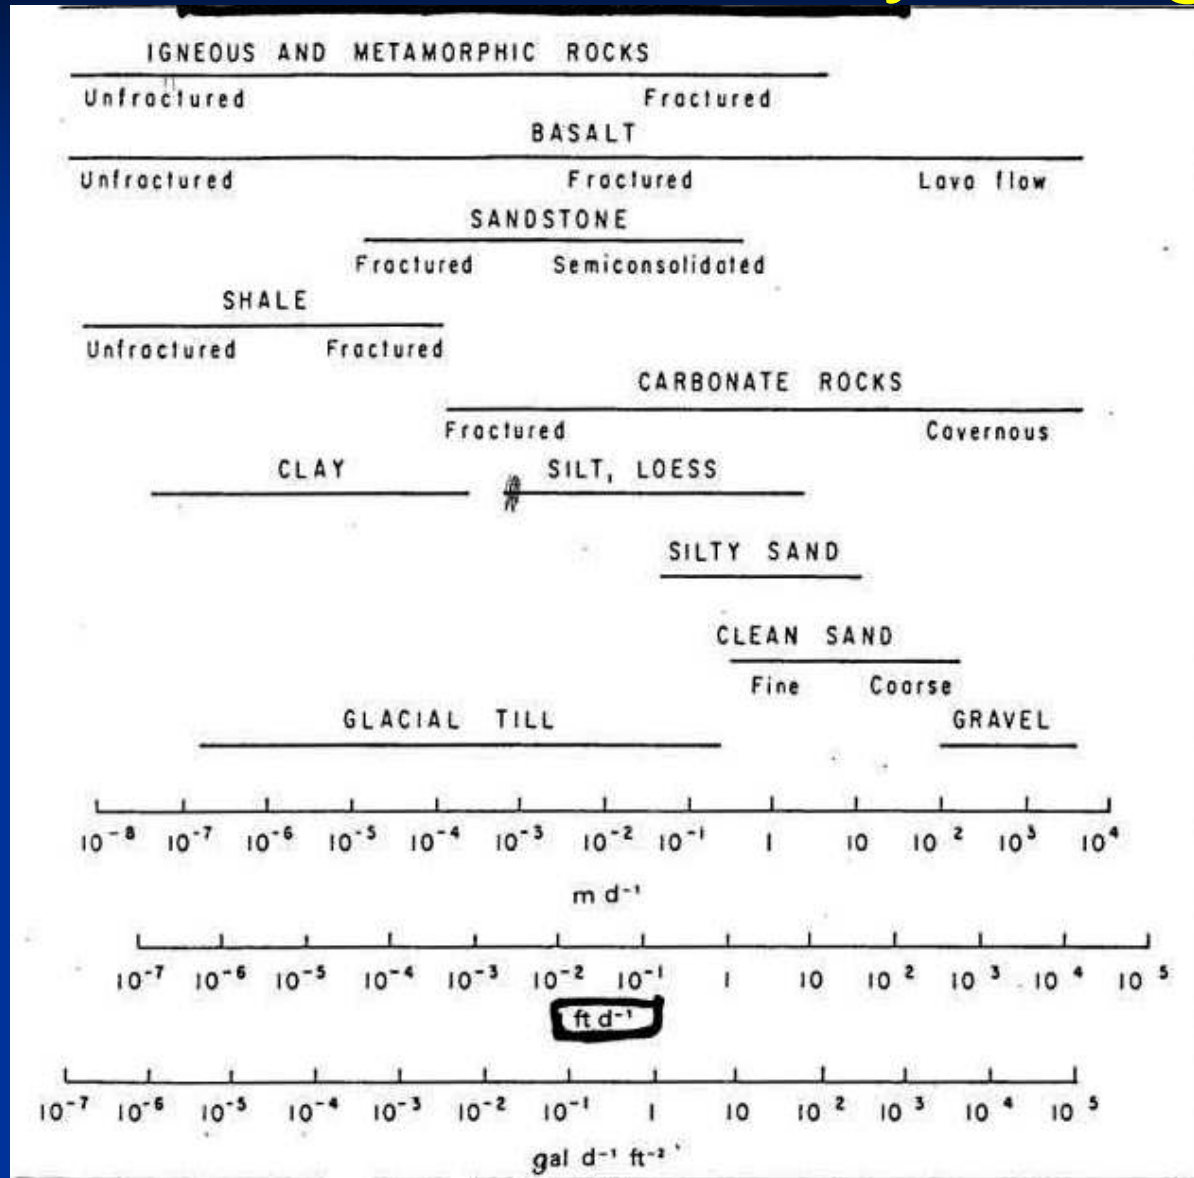 IGNEOUS AND METAMORPHIC ROCKS
Unfractured Fractured
BASALT
Unfractured Fractured Lava flow
SANDSTONE
Fractured Semiconsolidated
SHALE
Unfractured Fractured
CARBONATE ROCKS
Fractured Cavernous
CLAY SILT, LOESS
SILTY SAND
CLEAN SAND
Fine Coarse
GLACIAL TILL GRAVEL
10⁻⁸ 10⁻⁷ 10⁻⁶ 10⁻⁵ 10⁻⁴ 10⁻³ 10⁻² 10⁻¹ 1 10 10² 10³ 10⁴
m d⁻¹
10⁻⁷ 10⁻⁶ 10⁻⁵ 10⁻⁴ 10⁻³ 10⁻² 10⁻¹ 1 10 10² 10³ 10⁴ 10⁵
ft d⁻¹
10⁻⁷ 10⁻⁶ 10⁻⁵ 10⁻⁴ 10⁻³ 10⁻² 10⁻¹ 1 10 10² 10³ 10⁴ 10⁵
gal d⁻¹ ft⁻²